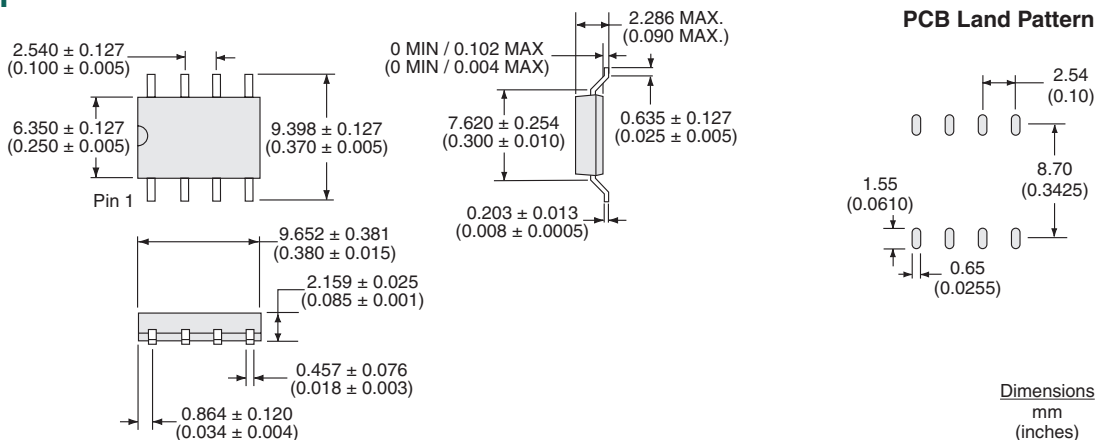 2.540 ± 0.127
(0.100 ± 0.005)
6.350 ± 0.127
(0.250 ± 0.005)
9.398 ± 0.127
(0.370 ± 0.005)
Pin 1
9.652 ± 0.381
(0.380 ± 0.015)
2.159 ± 0.025
(0.085 ± 0.001)
0.457 ± 0.076
(0.018 ± 0.003)
0.864 ± 0.120
(0.034 ± 0.004)
2.286 MAX.
(0.090 MAX.)
0 MIN / 0.102 MAX
(0 MIN / 0.004 MAX)
7.620 ± 0.254
(0.300 ± 0.010)
0.635 ± 0.127
(0.025 ± 0.005)
0.203 ± 0.013
(0.008 ± 0.0005)
PCB Land Pattern
2.54
(0.10)
8.70
(0.3425)
1.55
(0.0610)
0.65
(0.0255)
Dimensions
mm
(inches)